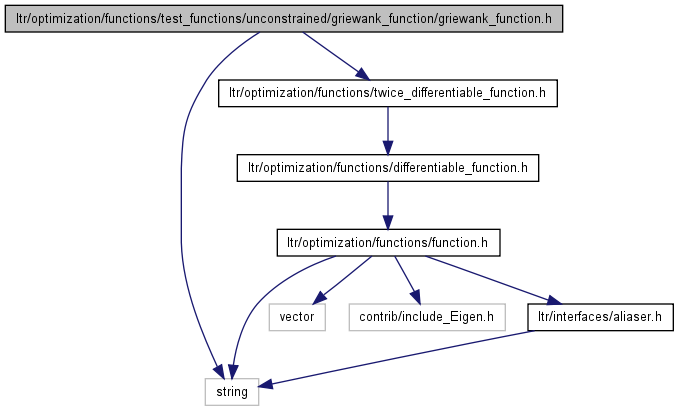 ltr/optimization/functions/test_functions/unconstrained/griewank_function/griewank_function.h
ltr/optimization/functions/twice_differentiable_function.h
ltr/optimization/functions/differentiable_function.h
ltr/optimization/functions/function.h
vector
contrib/include_Eigen.h
ltr/interfaces/aliaser.h
string